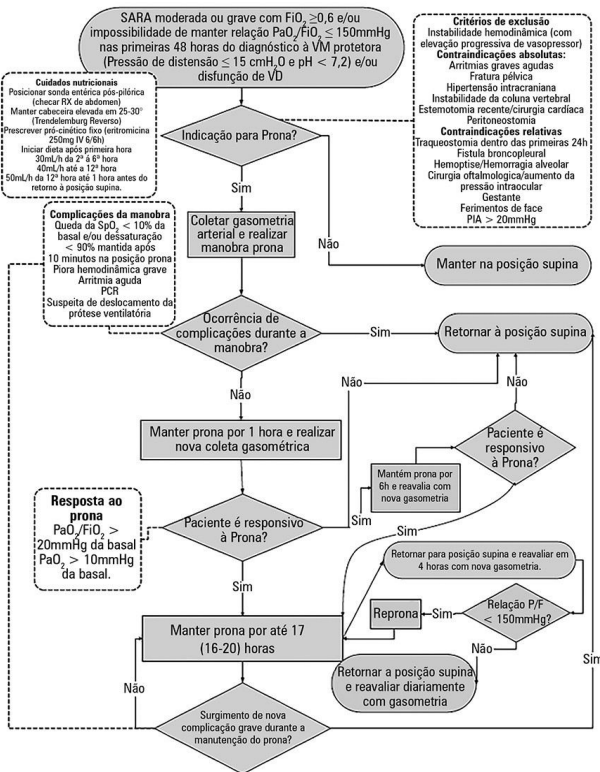 SARA moderada ou grave com FiO2 ≥0,6 e/ou
impossibilidade de manter relação PaO2/FiO2 ≤ 150mmHg
nas primeiras 48 horas do diagnóstico à VM protetora
(Pressão de distensão ≤ 15 cmH2O e pH < 7,2) e/ou
disfunção de VD
Critérios de exclusão
Instabilidade hemodinâmica (com
elevação progressiva de vasopressor)
Contraindicações absolutas:
Arritmias graves agudas
Fratura pélvica
Hipertensão intracraniana
Instabilidade da coluna vertebral
Estemotomia recente/cirurgia cardíaca
Peritoneostomia
Contraindicações relativas
Traqueostomia dentro das primeiras 24h
Fistula broncopleural
Hemoptise/Hemorragia alveolar
Cirurgia oftalmologica/aumento da
pressão intraocular
Gestante
Ferimentos de face
PIA > 20mmHg
Cuidados nutricionais
Posicionar sonda entérica pós-pilórica
(checar RX de abdomen)
Manter cabeceira elevada em 25-30°
(Trendelemburg Reverso)
Prescrever pró-cinético fixo (eritromicina
250mg IV 6/6h)
Iniciar dieta após primeira hora
30mL/h da 2ª á 6ª hora
40mL/h até a 12ª hora
50mL/h da 12ª hora até 1 hora antes do
retorno à posição supina.
Indicação para Prona?
Sim
Não
Coletar gasometria
arterial e realizar
manobra prona
Manter na posição supina
Complicações da manobra
Queda da SpO2 < 10% da
basal e/ou dessaturação
< 90% mantida após
10 minutos na posição prona
Piora hemodinâmica grave
Arritmia aguda
PCR
Suspeita de deslocamento da
prótese ventilatória
Ocorrência de
complicações durante a
manobra?
Sim
Retornar à posição supina
Não
Não
Não
Manter prona por 1 hora e realizar
nova coleta gasométrica
Paciente é
responsivo
à Prona?
Mantém prona por
6h e reavalia com
nova gasometria
Resposta ao
prona
PaO2/FiO2 >
20mmHg da basal
PaO2 > 10mmHg
da basal.
Paciente é responsivo
à Prona?
Sim
Sim
Sim
Retornar para posição supina e reavaliar em
4 horas com nova gasometria.
Manter prona por até 17
(16-20) horas
Reprona
Sim
Relação P/F
< 150mmHg?
Não
Sim
Retornar a posição supina
e reavaliar diariamente
com gasometria
Não
Surgimento de nova
complicação grave durante a
manutenção do prona?